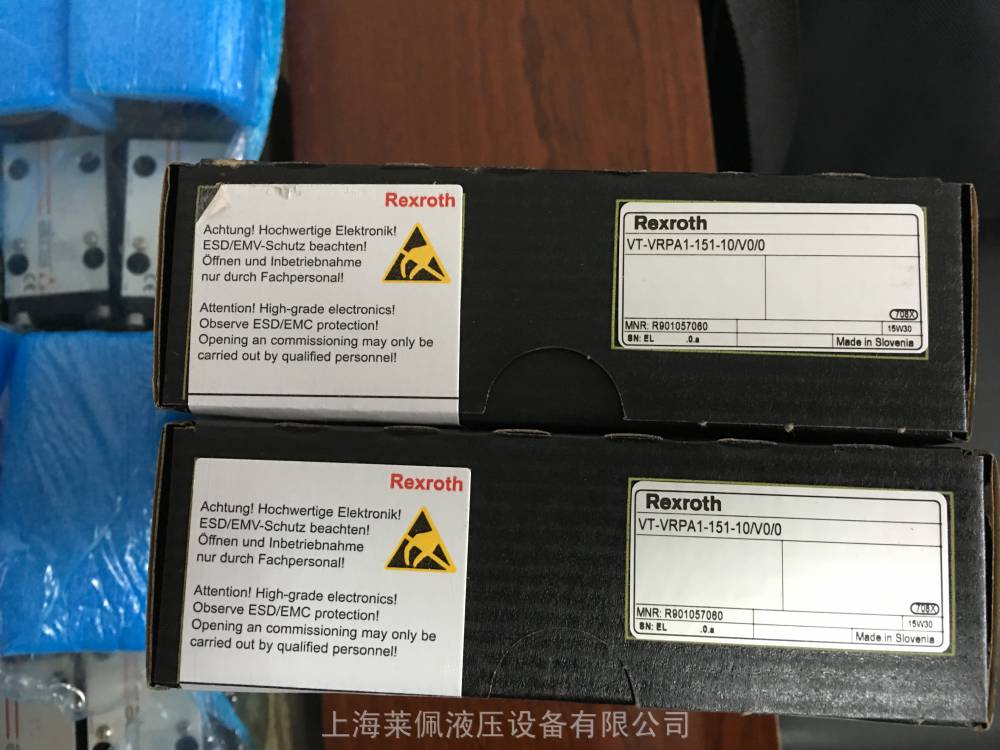 Rexroth
Achtung! Hochwertige Elektronik!
ESD/EMV-Schutz beachten!
Öffnen und Inbetriebnahme
nur durch Fachpersonal!
Attention! High-grade electronics!
Observe ESD/EMC protection!
Opening an commissioning may only be
carried out by qualified personnel!
Rexroth
VT-VRPA1-151-10/V0/0
708X
MNR: R901057060
15W30
SN: EL .0.a
Made in Slovenia
Rexroth
Achtung! Hochwertige Elektronik!
ESD/EMV-Schutz beachten!
Öffnen und Inbetriebnahme
nur durch Fachpersonal!
Attention! High-grade electronics!
Observe ESD/EMC protection!
Opening an commissioning may only be
carried out by qualified personnel!
Rexroth
VT-VRPA1-151-10/V0/0
708X
MNR: R901057060
15W30
SN: EL .0.a
Made in Slovenia
上海莱佩液压设备有限公司